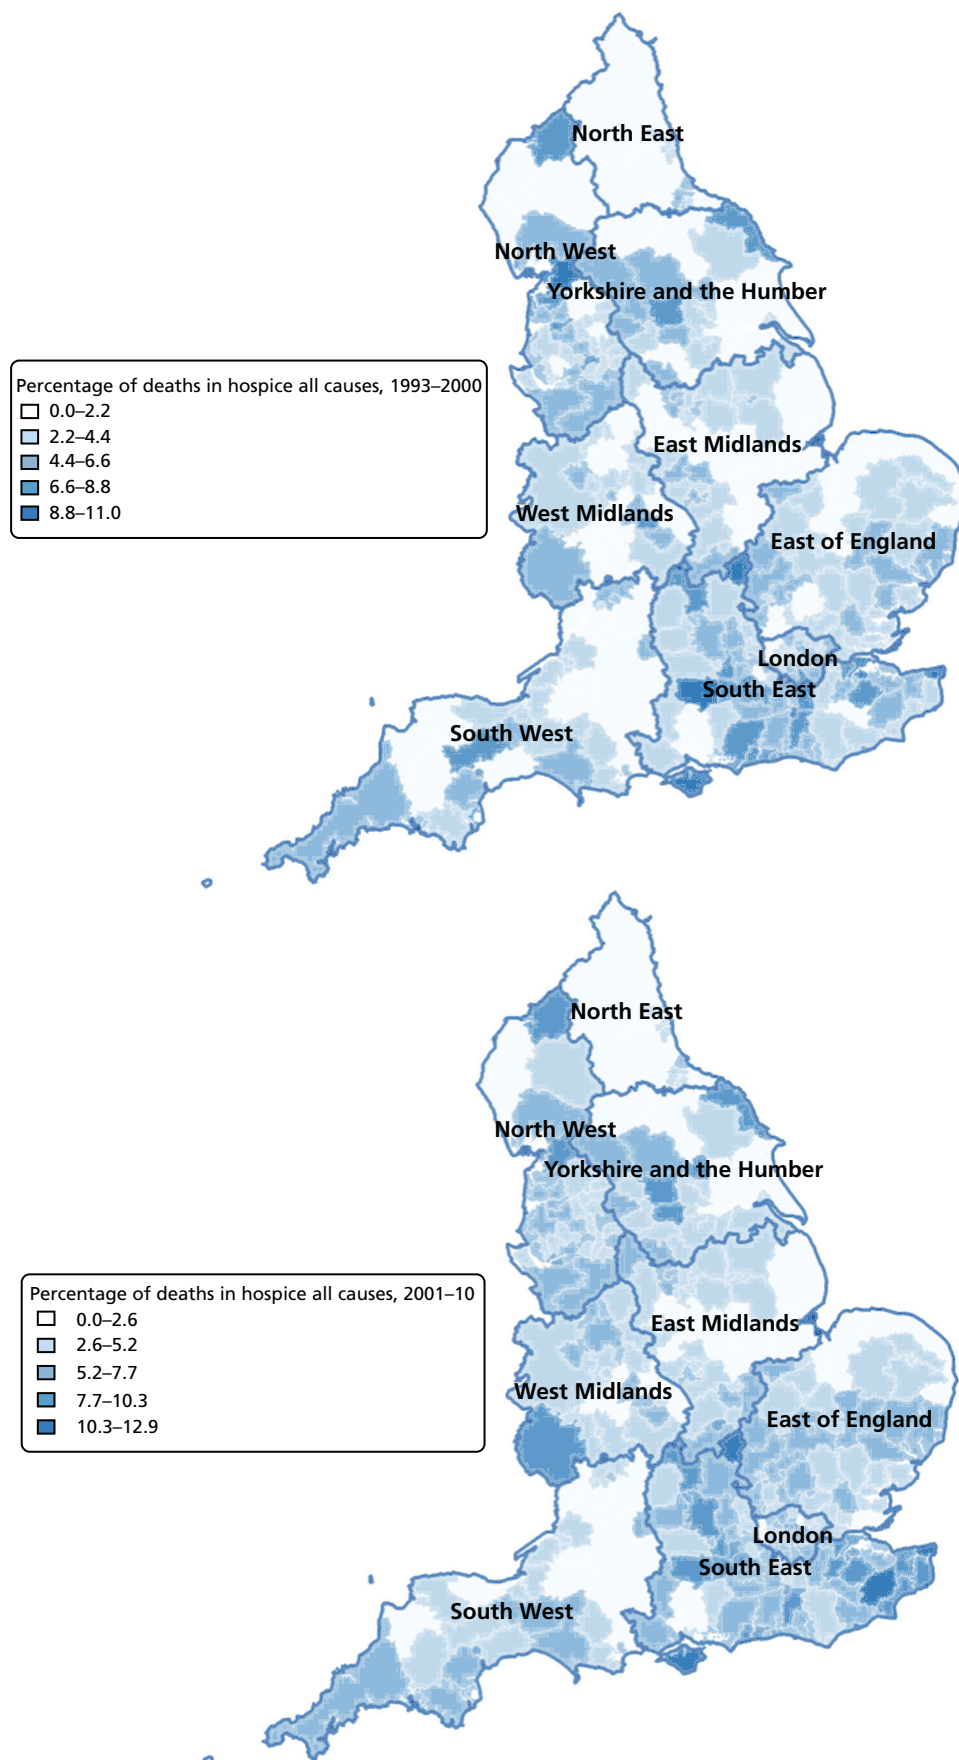 North East
North West
Yorkshire and the Humber
Percentage of deaths in hospice all causes, 1993–2000
0.0–2.2
2.2–4.4
4.4–6.6
6.6–8.8
8.8–11.0
East Midlands
West Midlands
East of England
London
South East
South West
North East
North West
Yorkshire and the Humber
Percentage of deaths in hospice all causes, 2001–10
0.0–2.6
2.6–5.2
5.2–7.7
7.7–10.3
10.3–12.9
East Midlands
West Midlands
East of England
London
South East
South West